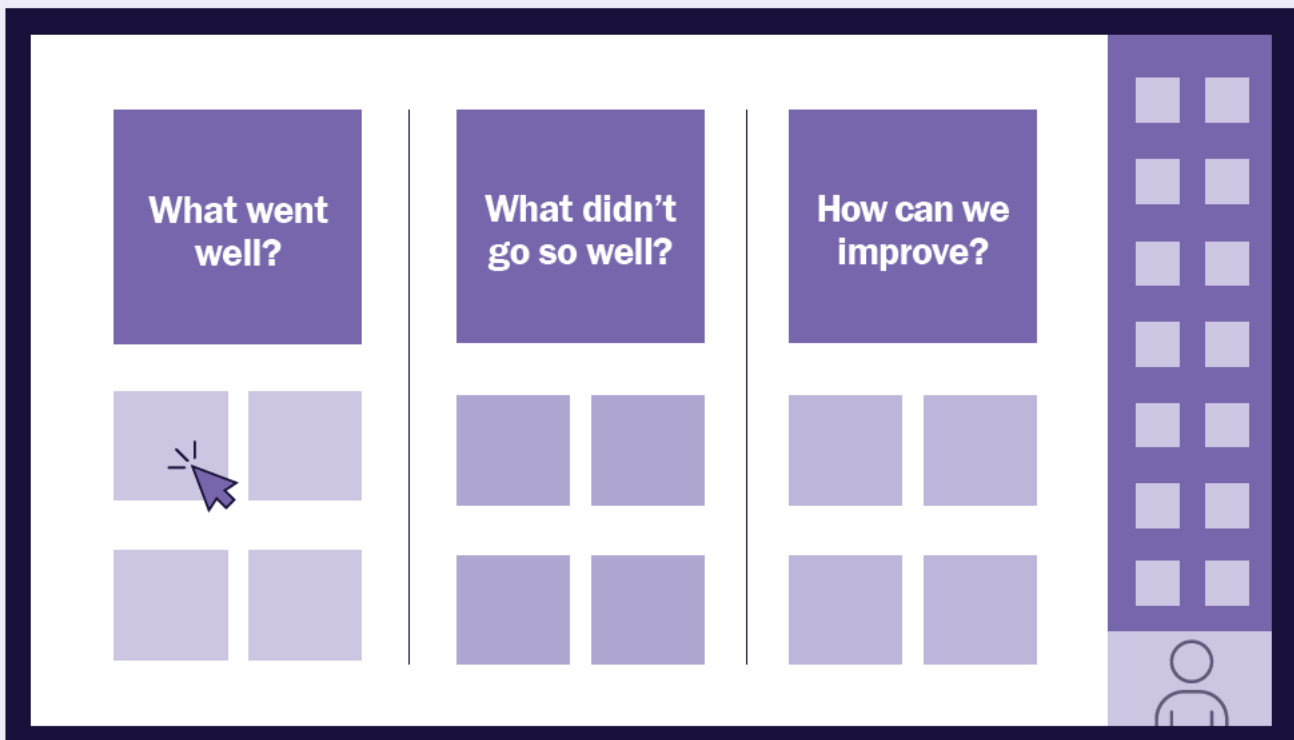 What went
well?
What didn’t
go so well?
How can we
improve?